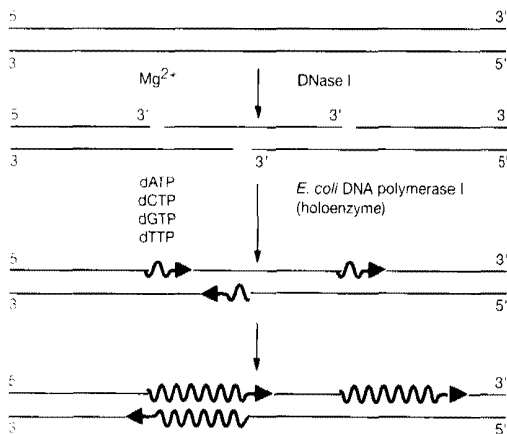 5 3'
3 5'
Mg2+ DNase I
3' 3'
5 3'
3 3' 5'
dATP
dCTP
dGTP
dTTP
E. coli DNA polymerase I
(holoenzyme)
5 3'
3 5'
5 3'
3 5'